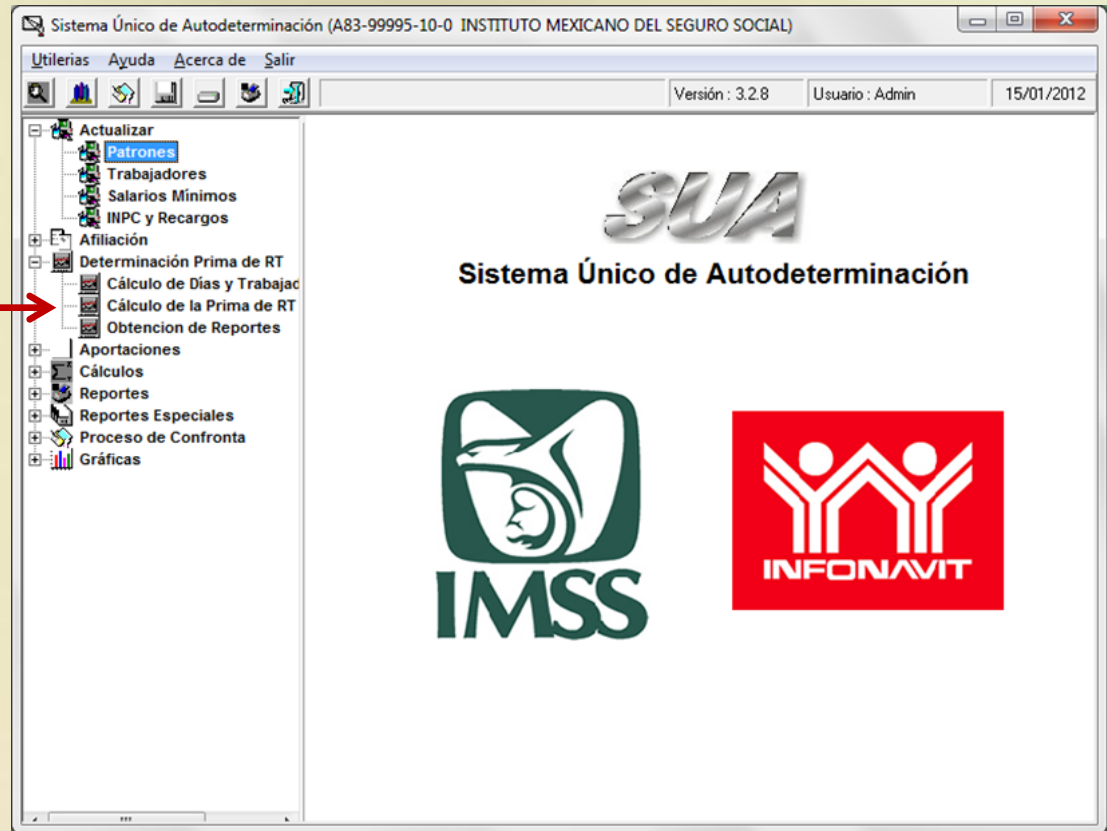 Sistema Único de Autodeterminación (A83-99995-10-0 INSTITUTO MEXICANO DEL SEGURO SOCIAL)
Utilerias Ayuda Acerca de Salir
Versión : 3.2.8 Usuario : Admin 15/01/2012
Actualizar
Patrones
Trabajadores
Salarios Mínimos
INPC y Recargos
Afiliación
Determinación Prima de RT
Cálculo de Días y Trabajad
Cálculo de la Prima de RT
Obtencion de Reportes
Aportaciones
Cálculos
Reportes
Reportes Especiales
Proceso de Confronta
Gráficas
SUA
Sistema Único de Autodeterminación
IMSS
INFONAVIT